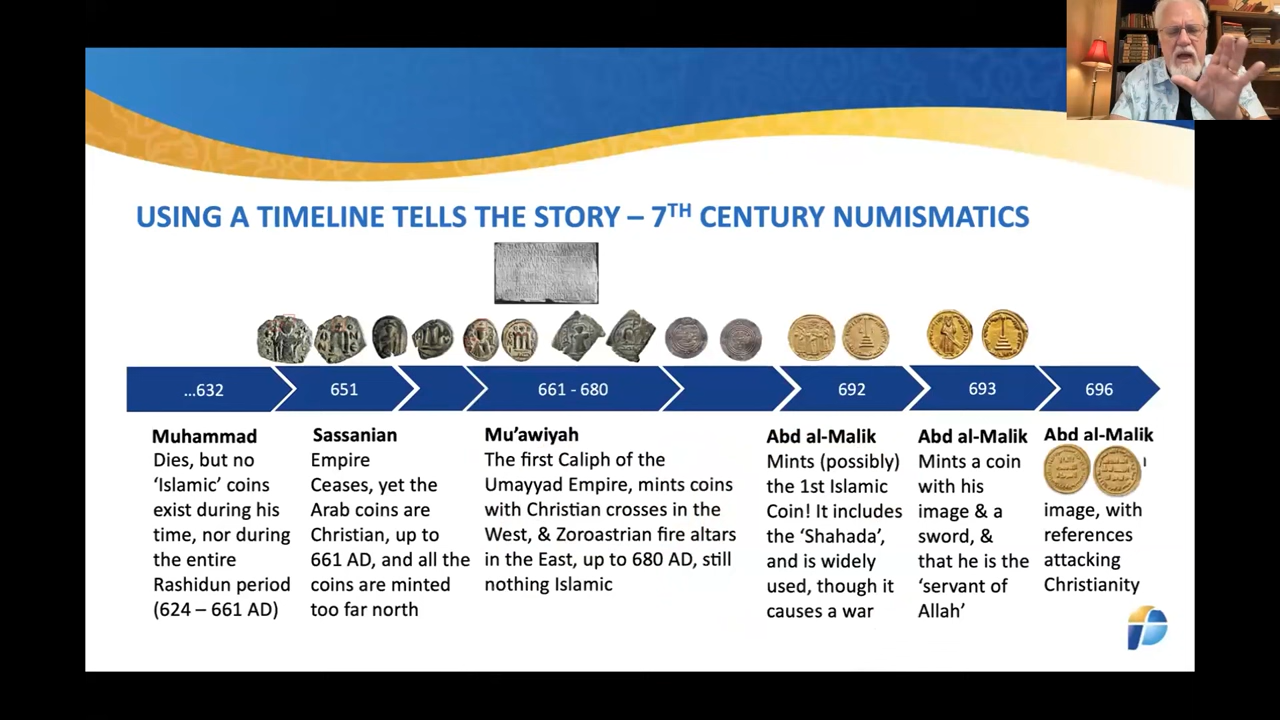 USING A TIMELINE TELLS THE STORY – 7TH CENTURY NUMISMATICS
...632
651
661 - 680
692
693
696
Muhammad
Dies, but no
‘Islamic’ coins
exist during his
time, nor during
the entire
Rashidun period
(624 – 661 AD)
Sassanian
Empire
Ceases, yet the
Arab coins are
Christian, up to
661 AD, and all the
coins are minted
too far north
Mu’awiyah
The first Caliph of the
Umayyad Empire, mints coins
with Christian crosses in the
West, & Zoroastrian fire altars
in the East, up to 680 AD, still
nothing Islamic
Abd al-Malik
Mints (possibly)
the 1st Islamic
Coin! It includes
the ‘Shahada’,
and is widely
used, though it
causes a war
Abd al-Malik
Mints a coin
with his
image & a
sword, &
that he is the
‘servant of
Allah’
Abd al-Malik
image, with
references
attacking
Christianity